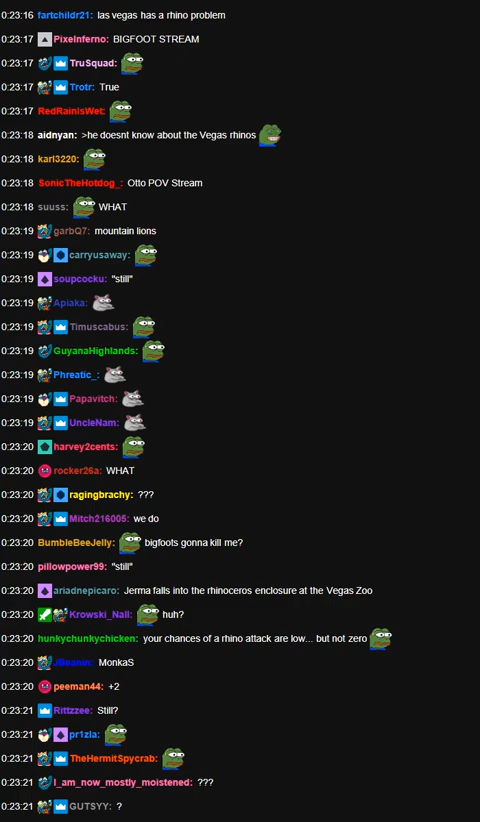 0:23:16 fartchildr21: las vegas has a rhino problem
0:23:17 PixeInferno: BIGFOOT STREAM
0:23:17 TruSquad:
0:23:17 Trotr: True
0:23:17 RedRainIsWet:
0:23:18 aidnyan: >he doesnt know about the Vegas rhinos
0:23:18 karl3220:
0:23:18 SonicTheHotdog_: Otto POV Stream
0:23:18 suuss: WHAT
0:23:19 garbQ7: mountain lions
0:23:19 carryusaway:
0:23:19 soupcocku: "still"
0:23:19 Apiaka:
0:23:19 Timuscabus:
0:23:19 GuyanaHighlands:
0:23:19 Phreatic_:
0:23:19 Papavitch:
0:23:19 UncleNam:
0:23:20 harvey2cents:
0:23:20 rocker26a: WHAT
0:23:20 ragingbrachy: ???
0:23:20 Mitch216005: we do
0:23:20 BumbleBeeJelly: bigfoots gonna kill me?
0:23:20 pillowpower99: "still"
0:23:20 ariadnepicaro: Jerma falls into the rhinoceros enclosure at the Vegas Zoo
0:23:20 Krowski_Nall: huh?
0:23:20 hunkychunkychicken: your chances of a rhino attack are low... but not zero
0:23:20 JBeanin: MonkaS
0:23:20 peeman44: +2
0:23:21 Rittzzee: Still?
0:23:21 pr1zla:
0:23:21 TheHermitSpycrab:
0:23:21 i_am_now_mostly_moistened: ???
0:23:21 GUTSYY: ?